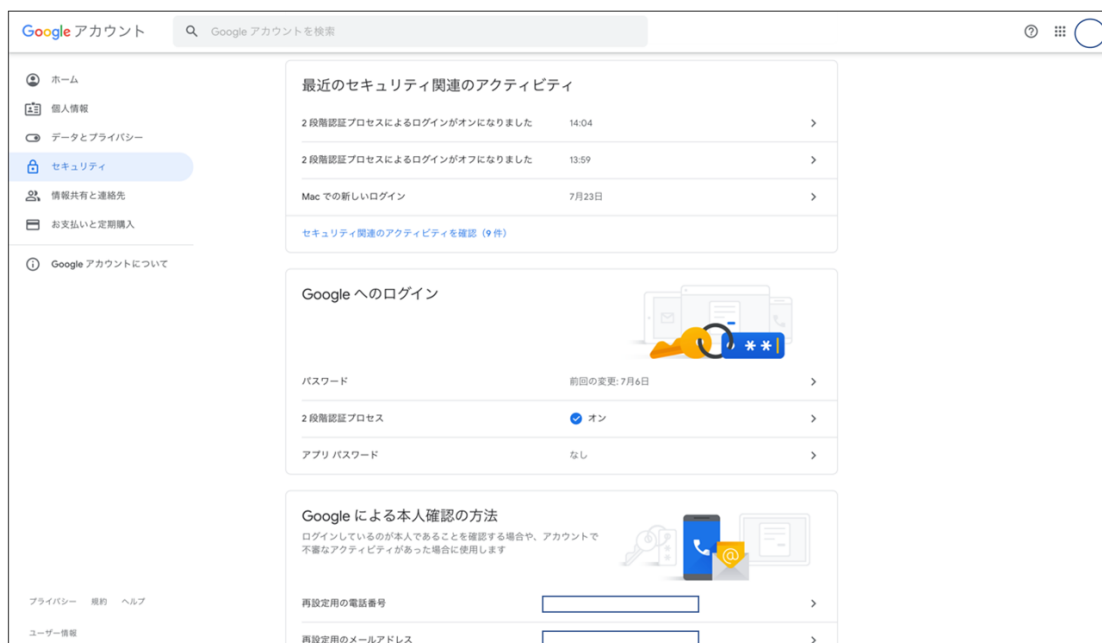 Google アカウント
Google アカウントを検索
ホーム
個人情報
データとプライバシー
セキュリティ
情報共有と連絡先
お支払いと定期購入
Google アカウントについて
プライバシー 規約 ヘルプ
ユーザー情報
最近のセキュリティ関連のアクティビティ
2 段階認証プロセスによるログインがオンになりました 14:04
2 段階認証プロセスによるログインがオフになりました 13:59
Mac での新しいログイン 7月23日
セキュリティ関連のアクティビティを確認（9 件）
Google へのログイン
**
パスワード 前回の変更: 7月6日
2 段階認証プロセス オン
アプリ パスワード なし
Google による本人確認の方法
ログインしているのが本人であることを確認する場合や、アカウントで
不審なアクティビティがあった場合に使用します
@
再設定用の電話番号
再設定用のメールアドレス